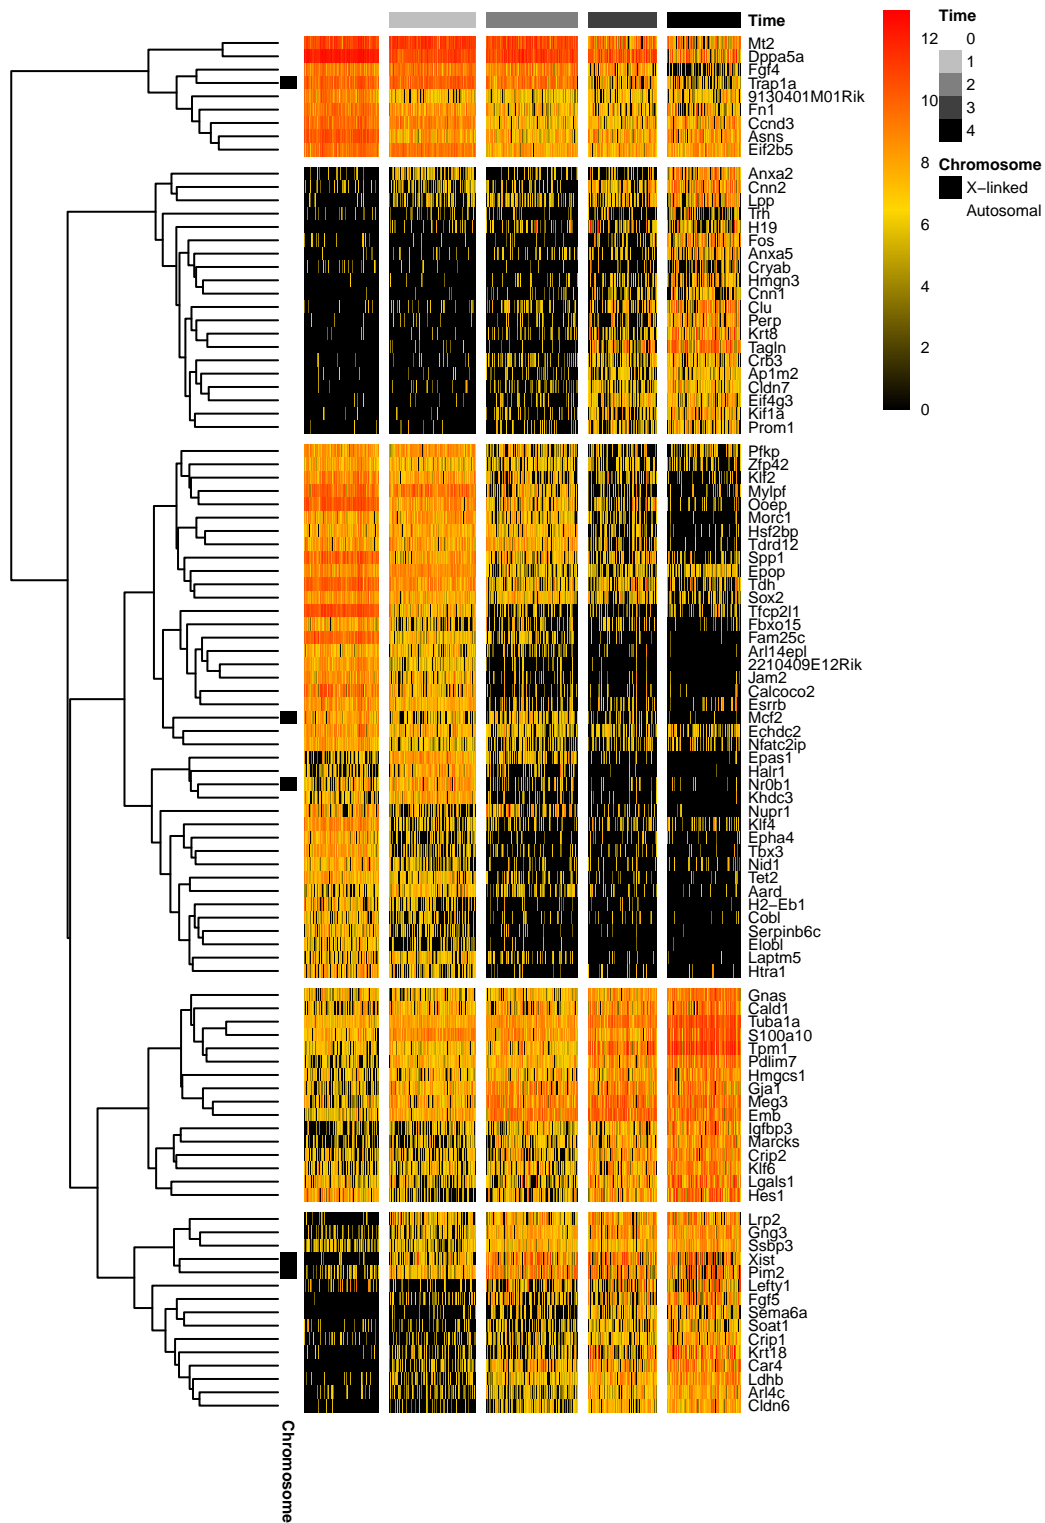 Time
Mt2
Dppa5a
Fgf4
Trap1a
9130401M01Rik
Fn1
Ccnd3
Asns
Eif2b5
Anxa2
Cnn2
Lpp
Trh
H19
Fos
Anxa5
Cryab
Hmgn3
Cnn1
Clu
Perp
Krt8
Tagln
Crb3
Ap1m2
Cldn7
Eif4g3
Kif1a
Prom1
Pfkp
Zfp42
Klf2
Mylpf
Ooep
Morc1
Hsf2bp
Tdrd12
Spp1
Epop
Tdh
Sox2
Tfcp2l1
Fbxo15
Fam25c
Arl14epl
2210409E12Rik
Jam2
Calcoco2
Esrrb
Mcf2
Echdc2
Nfatc2ip
Epas1
Halr1
Nr0b1
Khdc3
Nupr1
Klf4
Epha4
Tbx3
Nid1
Tet2
Aard
H2−Eb1
Cobl
Serpinb6c
Elobl
Laptm5
Htra1
Gnas
Cald1
Tuba1a
S100a10
Tpm1
Pdlim7
Hmgcs1
Gja1
Meg3
Emb
Igfbp3
Marcks
Crip2
Klf6
Lgals1
Hes1
Lrp2
Gng3
Ssbp3
Xist
Pim2
Lefty1
Fgf5
Sema6a
Soat1
Crip1
Krt18
Car4
Ldhb
Arl4c
Cldn6
Chromosome
12
10
8
6
4
2
0
Time
0
1
2
3
4
Chromosome
X−linked
Autosomal